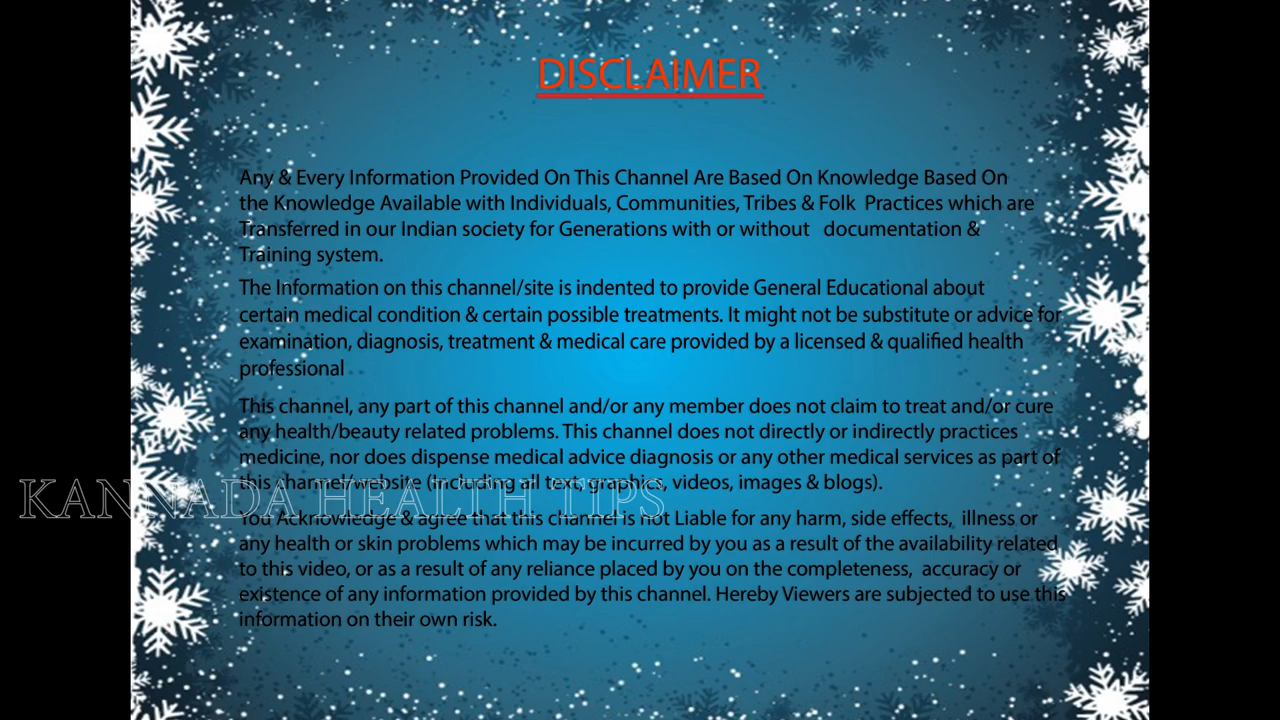 DISCLAIMER
Any & Every Information Provided On This Channel Are Based On Knowledge Based On
the Knowledge Available with Individuals, Communities, Tribes & Folk Practices which are
Transferred in our Indian society for Generations with or without documentation &
Training system.
The Information on this channel/site is indented to provide General Educational about
certain medical condition & certain possible treatments. It might not be substitute or advice for
examination, diagnosis, treatment & medical care provided by a licensed & qualified health
professional
This channel, any part of this channel and/or any member does not claim to treat and/or cure
any health/beauty related problems. This channel does not directly or indirectly practices
medicine, nor does dispense medical advice diagnosis or any other medical services as part of
this channel/website (including all text, graphics, videos, images & blogs).
KANNADA HEALTH TIPS
You Acknowledge & agree that this channel is not Liable for any harm, side effects, illness or
any health or skin problems which may be incurred by you as a result of the availability related
to this video, or as a result of any reliance placed by you on the completeness, accuracy or
existence of any information provided by this channel. Hereby Viewers are subjected to use this
information on their own risk.